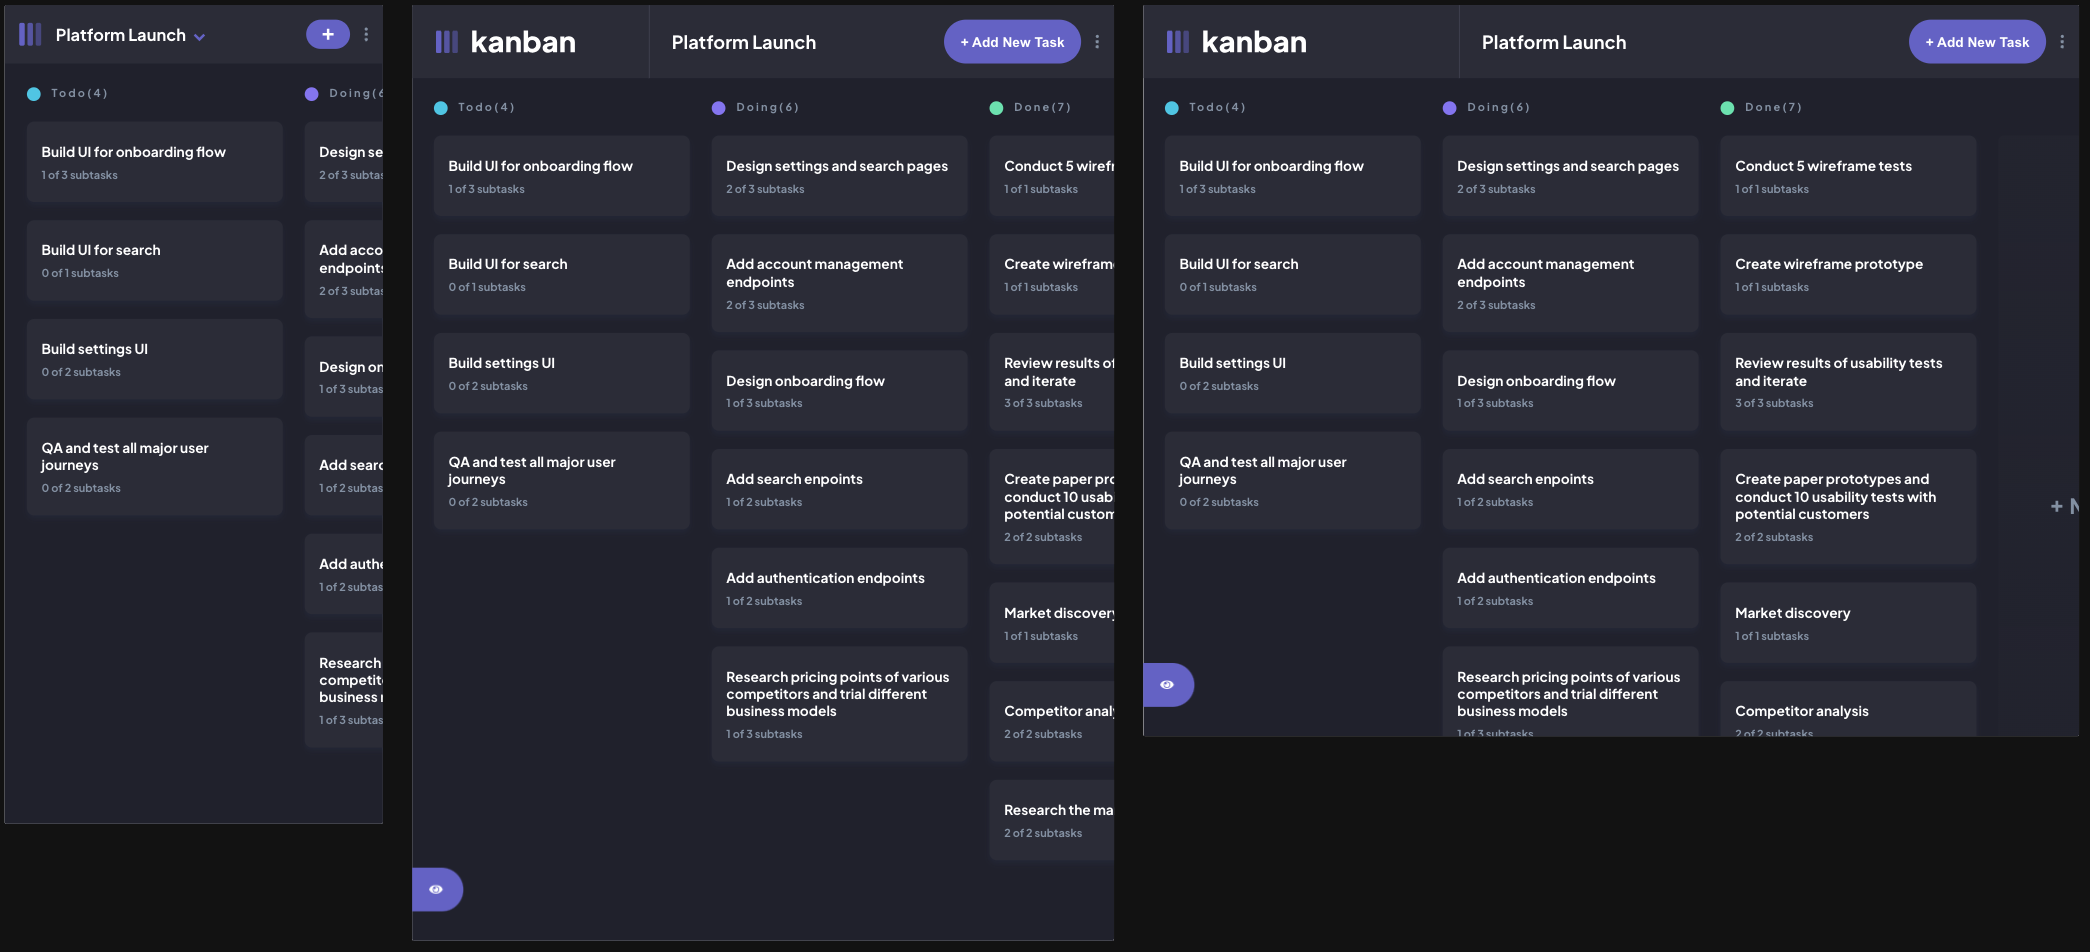 Platform Launch
+
Todo(4)
Build UI for onboarding flow
1 of 3 subtasks
Build UI for search
0 of 1 subtasks
Build settings UI
0 of 2 subtasks
QA and test all major user
journeys
0 of 2 subtasks
Doing(6
Design se
2 of 3 subtas
Add acco
endpoints
2 of 3 subtas
Design on
1 of 3 subtas
Add searc
1 of 2 subtas
Add authe
1 of 2 subtas
Research
competit
business
1 of 3 subtas
kanban
Platform Launch
+ Add New Task
Todo(4)
Build UI for onboarding flow
1 of 3 subtasks
Build UI for search
0 of 1 subtasks
Build settings UI
0 of 2 subtasks
QA and test all major user
journeys
0 of 2 subtasks
Doing(6)
Design settings and search pages
2 of 3 subtasks
Add account management
endpoints
2 of 3 subtasks
Design onboarding flow
1 of 3 subtasks
Add search enpoints
1 of 2 subtasks
Add authentication endpoints
1 of 2 subtasks
Research pricing points of various
competitors and trial different
business models
1 of 3 subtasks
Done(7)
Conduct 5 wirefr
1 of 1 subtasks
Create wirefram
1 of 1 subtasks
Review results of
and iterate
3 of 3 subtasks
Create paper pro
conduct 10 usab
potential custom
2 of 2 subtasks
Market discovery
1 of 1 subtasks
Competitor analy
2 of 2 subtasks
Research the ma
2 of 2 subtasks
kanban
Platform Launch
+ Add New Task
Todo(4)
Build UI for onboarding flow
1 of 3 subtasks
Build UI for search
0 of 1 subtasks
Build settings UI
0 of 2 subtasks
QA and test all major user
journeys
0 of 2 subtasks
Doing(6)
Design settings and search pages
2 of 3 subtasks
Add account management
endpoints
2 of 3 subtasks
Design onboarding flow
1 of 3 subtasks
Add search enpoints
1 of 2 subtasks
Add authentication endpoints
1 of 2 subtasks
Research pricing points of various
competitors and trial different
business models
1 of 3 subtasks
Done(7)
Conduct 5 wireframe tests
1 of 1 subtasks
Create wireframe prototype
1 of 1 subtasks
Review results of usability tests
and iterate
3 of 3 subtasks
Create paper prototypes and
conduct 10 usability tests with
potential customers
2 of 2 subtasks
Market discovery
1 of 1 subtasks
Competitor analysis
2 of 2 subtasks
+ N